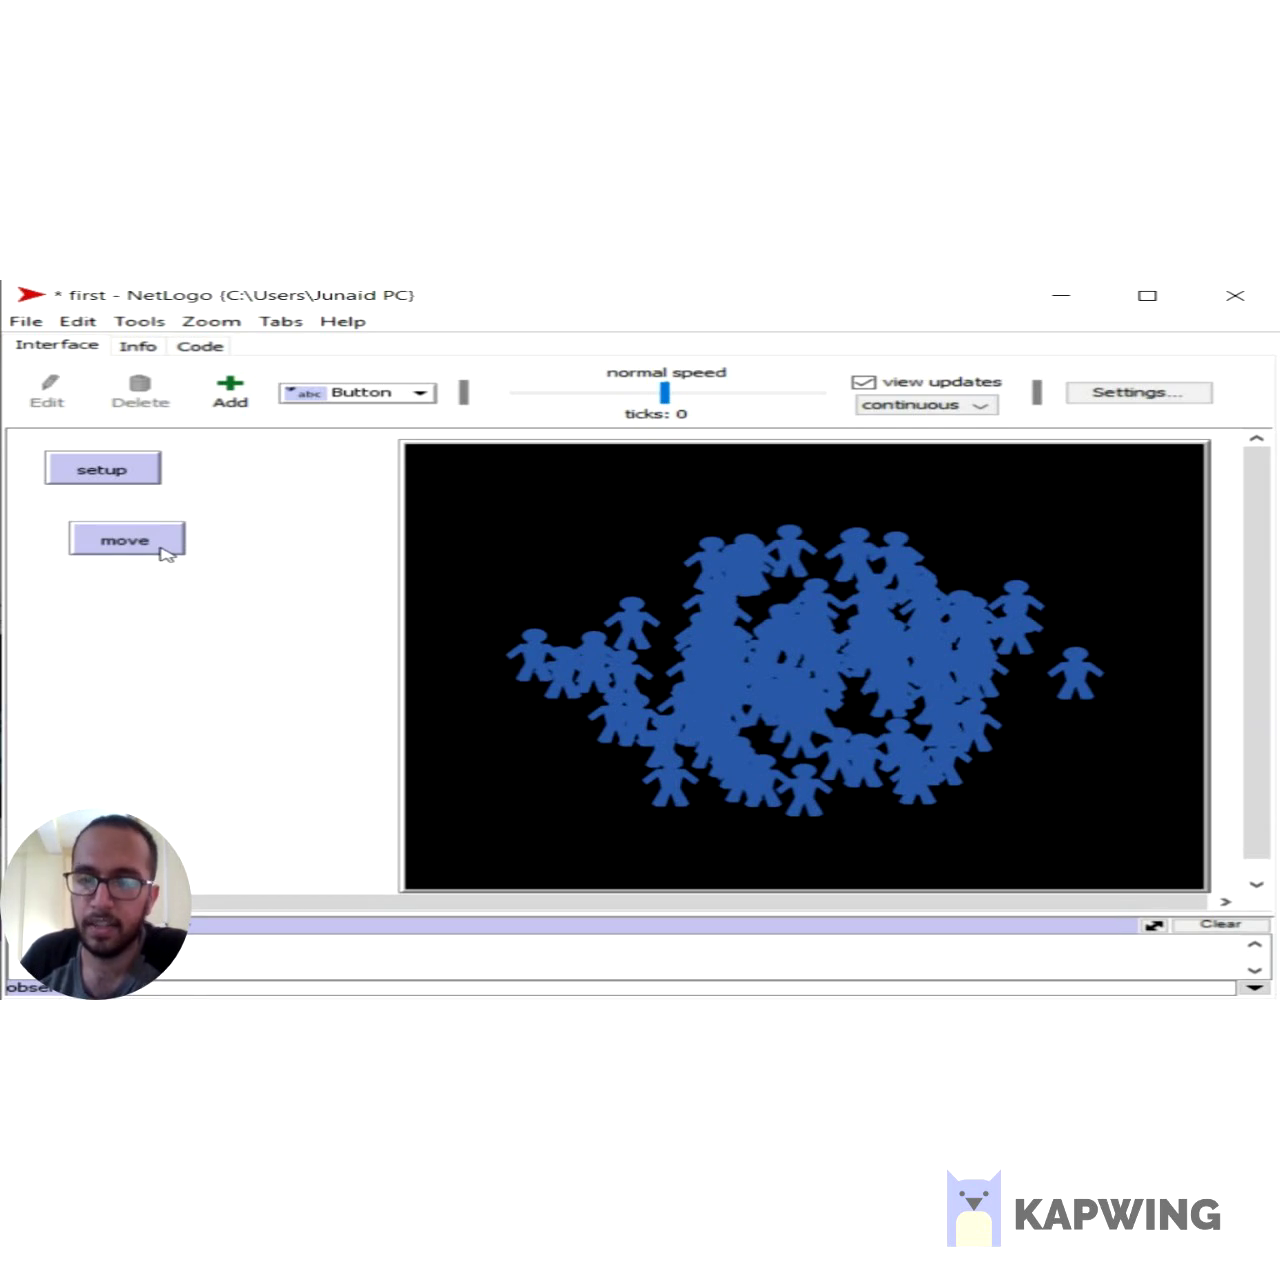 * first - NetLogo {C:\Users\Junaid PC}
File Edit Tools Zoom Tabs Help
Interface Info Code
normal speed
view updates
Edit Delete Add abc Button continuous Settings...
ticks: 0
setup
move
Clear
obse
KAPWING